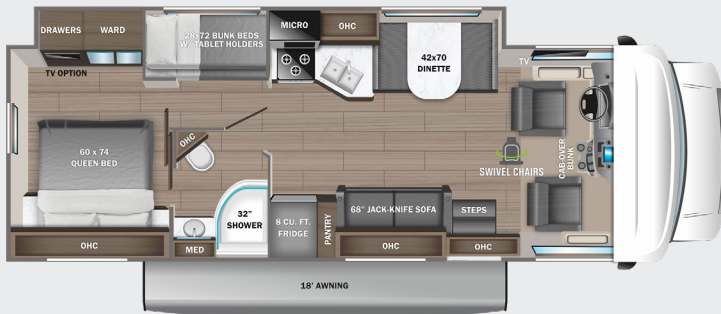 DRAWERS
WARD
28x72 BUNK BEDS
W/ TABLET HOLDERS
MICRO
OHC
42x70
DINETTE
TV
TV OPTION
60 x 74
QUEEN BED
OHC
SWIVEL CHAIRS
CAB-OVER
BUNK
32"
SHOWER
8 CU. FT.
FRIDGE
PANTRY
68" JACK-KNIFE SOFA
STEPS
OHC
MED
OHC
OHC
18' AWNING